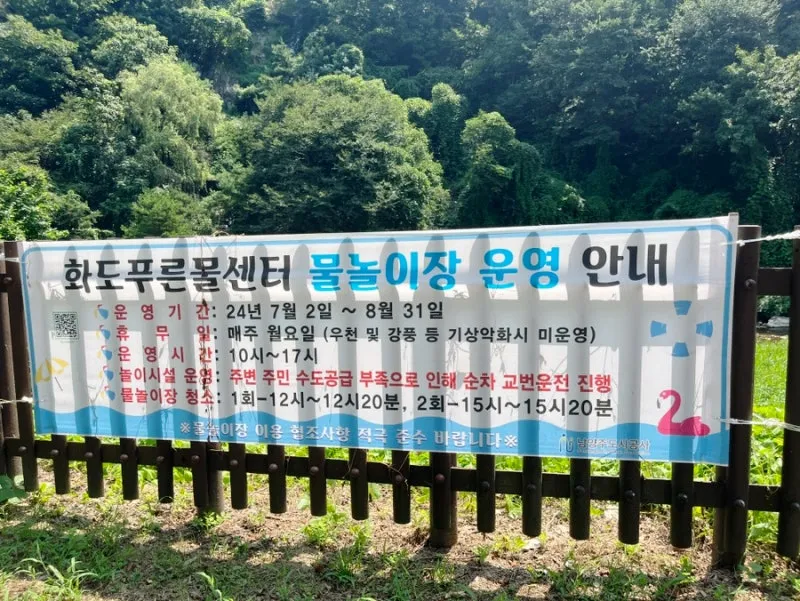 화도푸른물센터 물놀이장 운영 안내
운 영 기 간: 24년 7월 2일 ~ 8월 31일
휴 무 일: 매주 월요일 (우천 및 강풍 등 기상악화시 미운영)
운 영 시 간: 10시~17시
놀이시설 운영: 주변 주민 수도공급 부족으로 인해 순차 교번운전 진행
물놀이장 청소: 1회-12시~12시20분, 2회-15시~15시20분
※물놀이장 이용 협조사항 적극 준수 바랍니다※
남양주도시공사